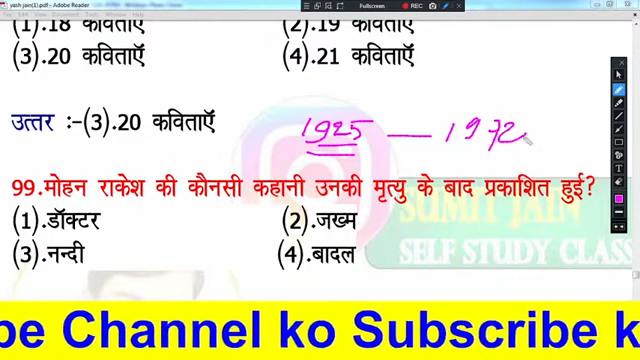 yash jain(1).pdf - Adobe Reader
Fullscreen REC
(1).18 कविताऍ (2).19 कविताऍ
(3).20 कविताऍ (4).21 कविताऍ
उत्तर :-(3).20 कविताऍ 1925 — 1972
99.मोहन राकेश की कौनसी कहानी उनकी मृत्यु के बाद प्रकाशित हुई?
(1).डॉक्टर (2).जख्म
SUMIT JAIN
(3).नन्दी (4).बादल
SELF STUDY CLASS
be Channel ko Subscribe k